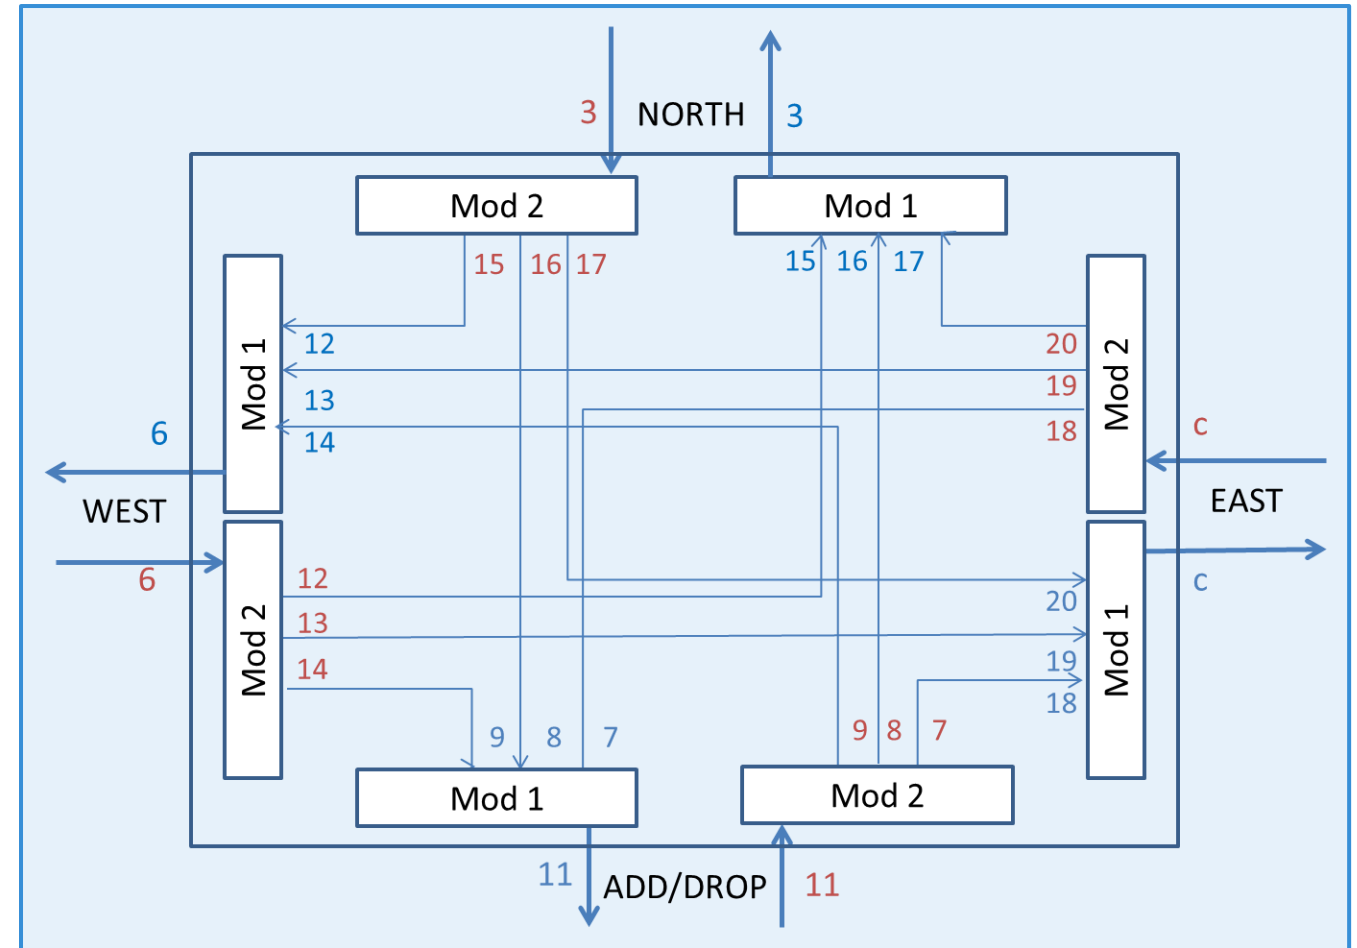 3 NORTH 3
Mod 2 Mod 1
15 16 17 15 16 17
12 20
Mod 1 Mod 2
13 19
14 18
6 c
WEST EAST
6 c
12 20
13 19
Mod 2 Mod 1
14 18
9 8 7 9 8 7
Mod 1 Mod 2
11 ADD/DROP 11